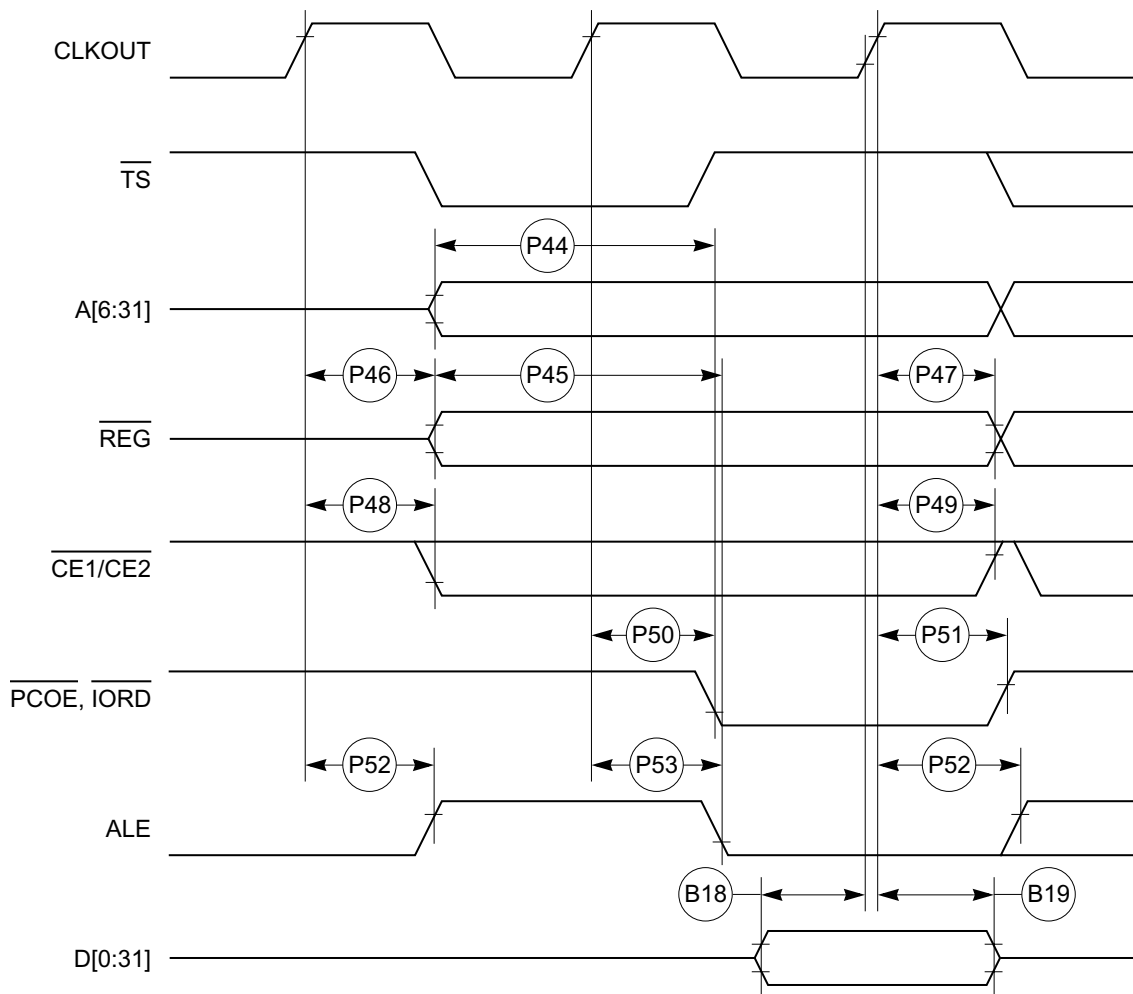 CLKOUT
TS
P44
A[6:31]
P46
P45
P47
REG
P48
P49
CE1/CE2
P50
P51
PCOE, IORD
P52
P53
P52
ALE
B18
B19
D[0:31]